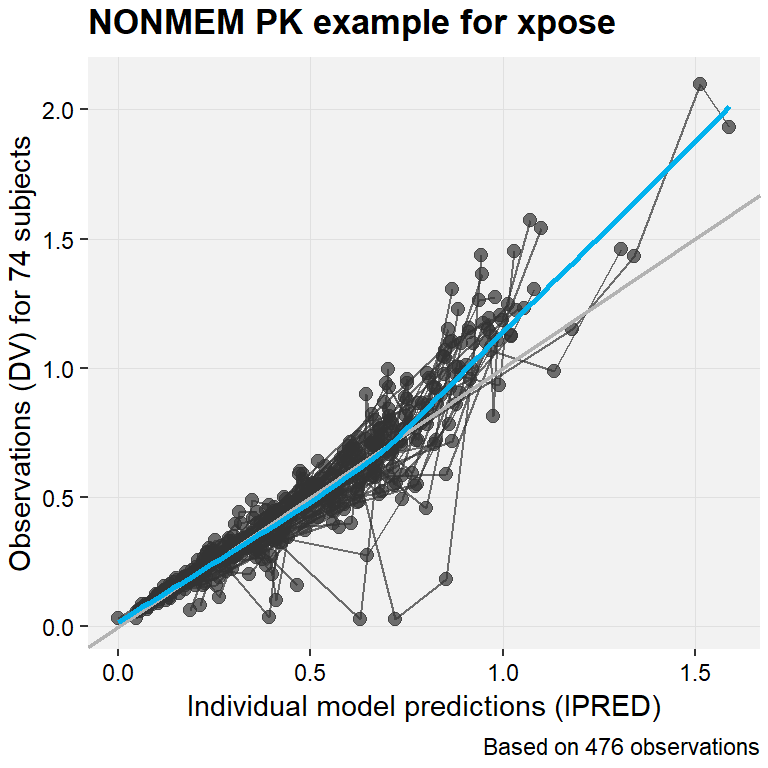 NONMEM PK example for xpose
Observations (DV) for 74 subjects
2.0
1.5
1.0
0.5
0.0
0.0 0.5 1.0 1.5
Individual model predictions (IPRED)
Based on 476 observations